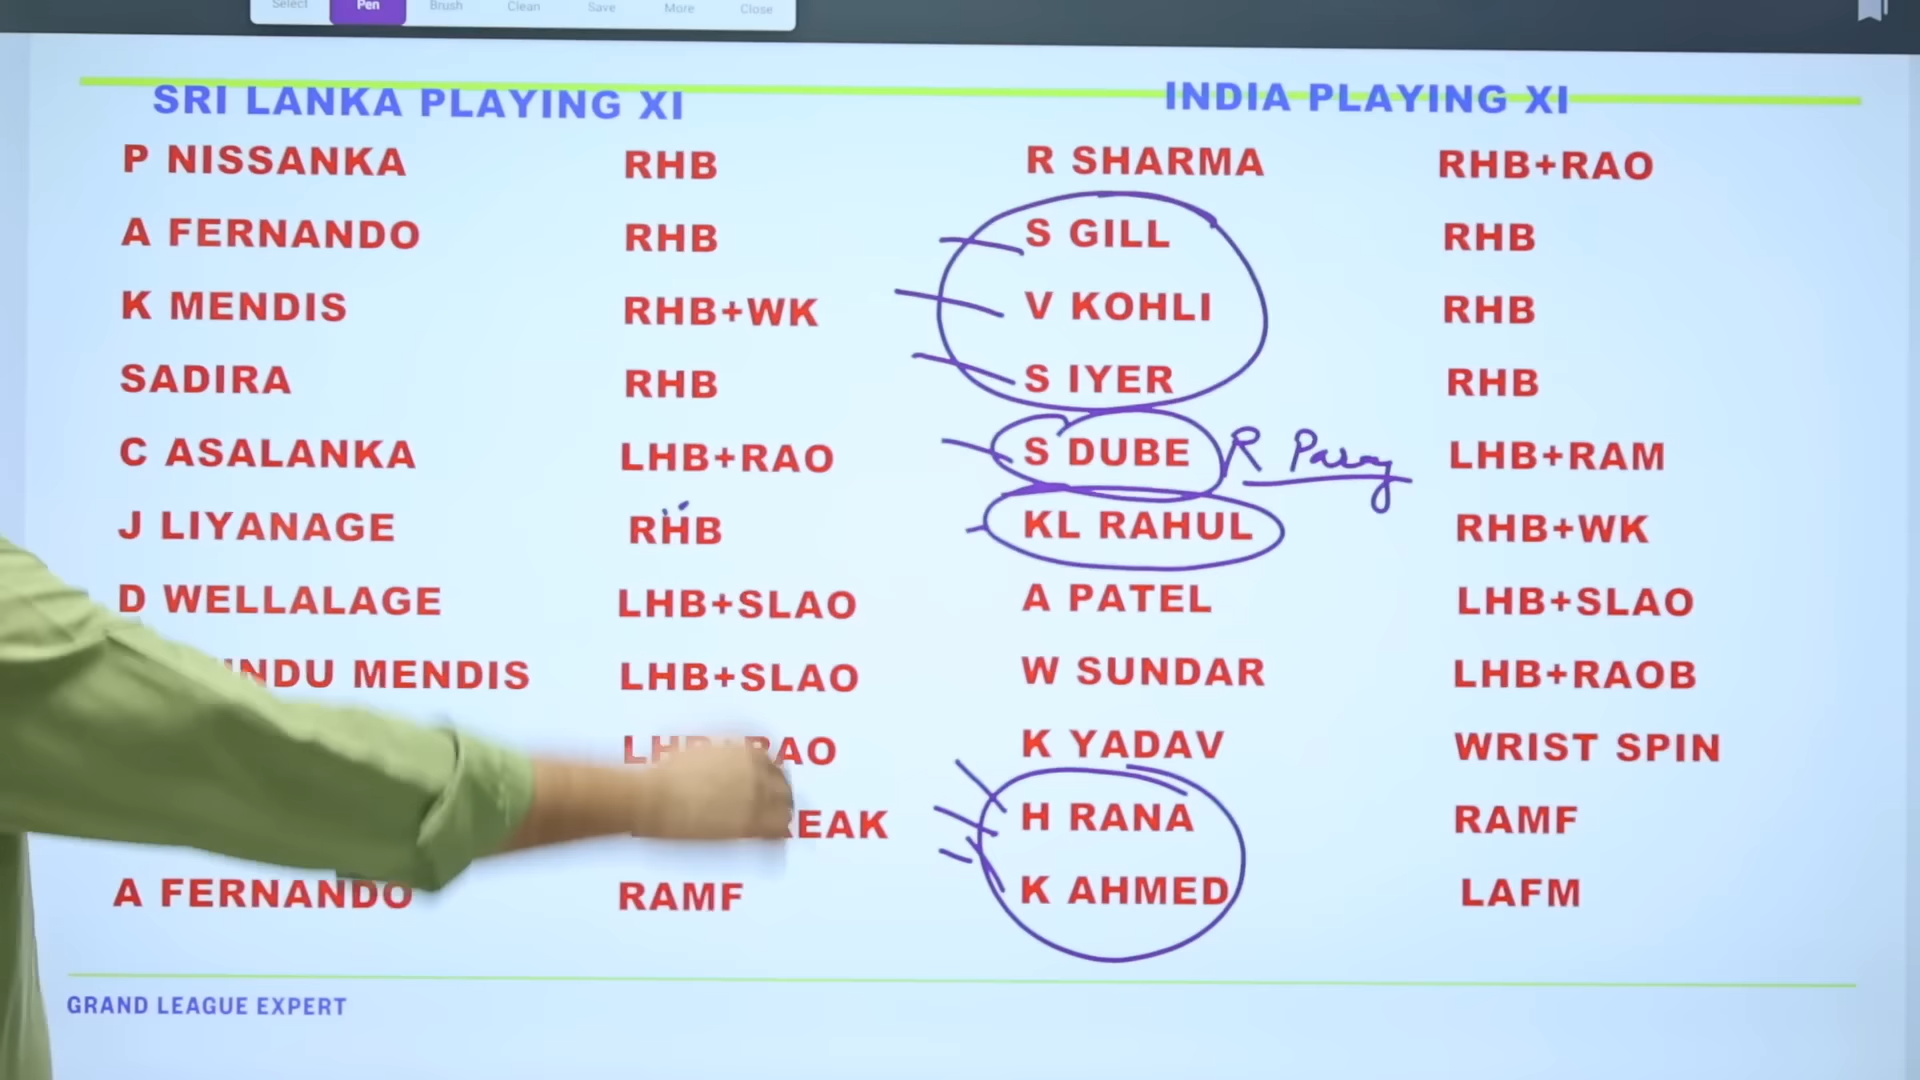 Select Pen Brush Clean Save More Close
SRI LANKA PLAYING XI
P NISSANKA RHB
A FERNANDO RHB
K MENDIS RHB+WK
SADIRA RHB
C ASALANKA LHB+RAO
J LIYANAGE RHB
D WELLALAGE LHB+SLAO
NDU MENDIS LHB+SLAO
AO
REAK
A FERNANDO RAMF
INDIA PLAYING XI
R SHARMA RHB+RAO
S GILL RHB
V KOHLI RHB
S IYER RHB
S DUBE R LHB+RAM
KL RAHUL RHB+WK
A PATEL LHB+SLAO
W SUNDAR LHB+RAOB
K YADAV WRIST SPIN
H RANA RAMF
K AHMED LAFM
GRAND LEAGUE EXPERT